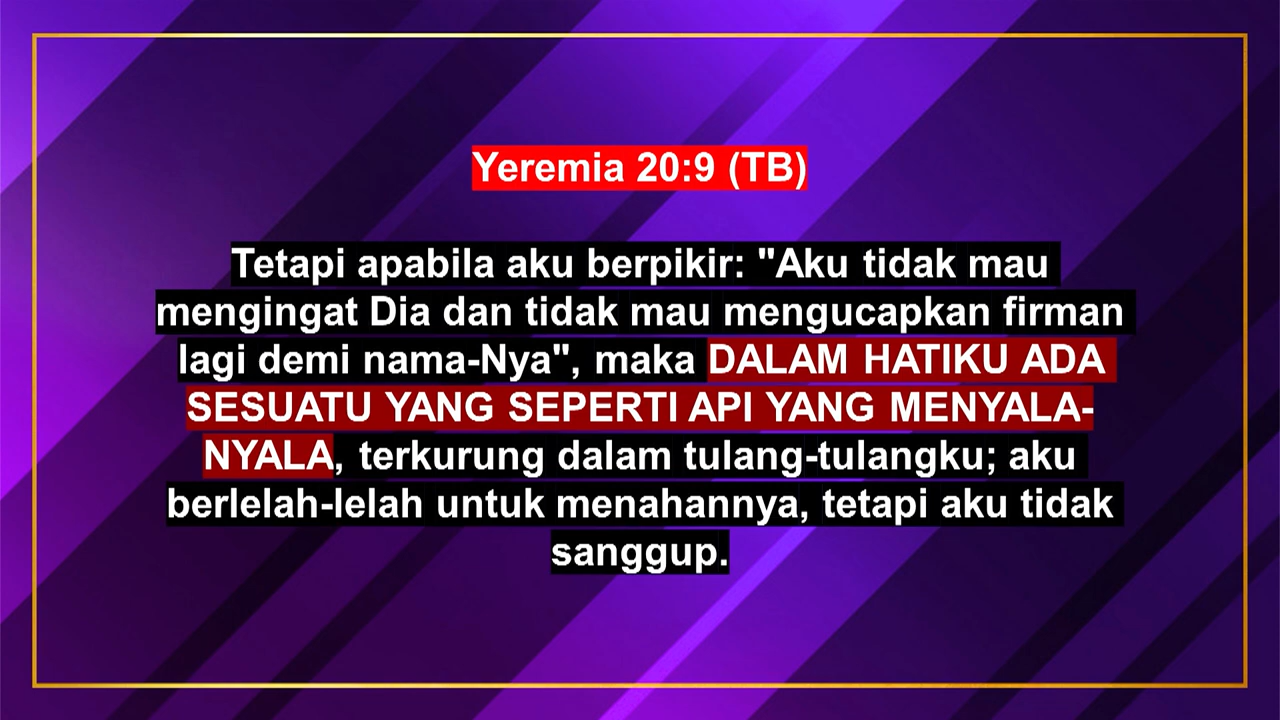 Yeremia 20:9 (TB)
Tetapi apabila aku berpikir: "Aku tidak mau
mengingat Dia dan tidak mau mengucapkan firman
lagi demi nama-Nya", maka DALAM HATIKU ADA
SESUATU YANG SEPERTI API YANG MENYALA-
NYALA, terkurung dalam tulang-tulangku; aku
berlelah-lelah untuk menahannya, tetapi aku tidak
sanggup.